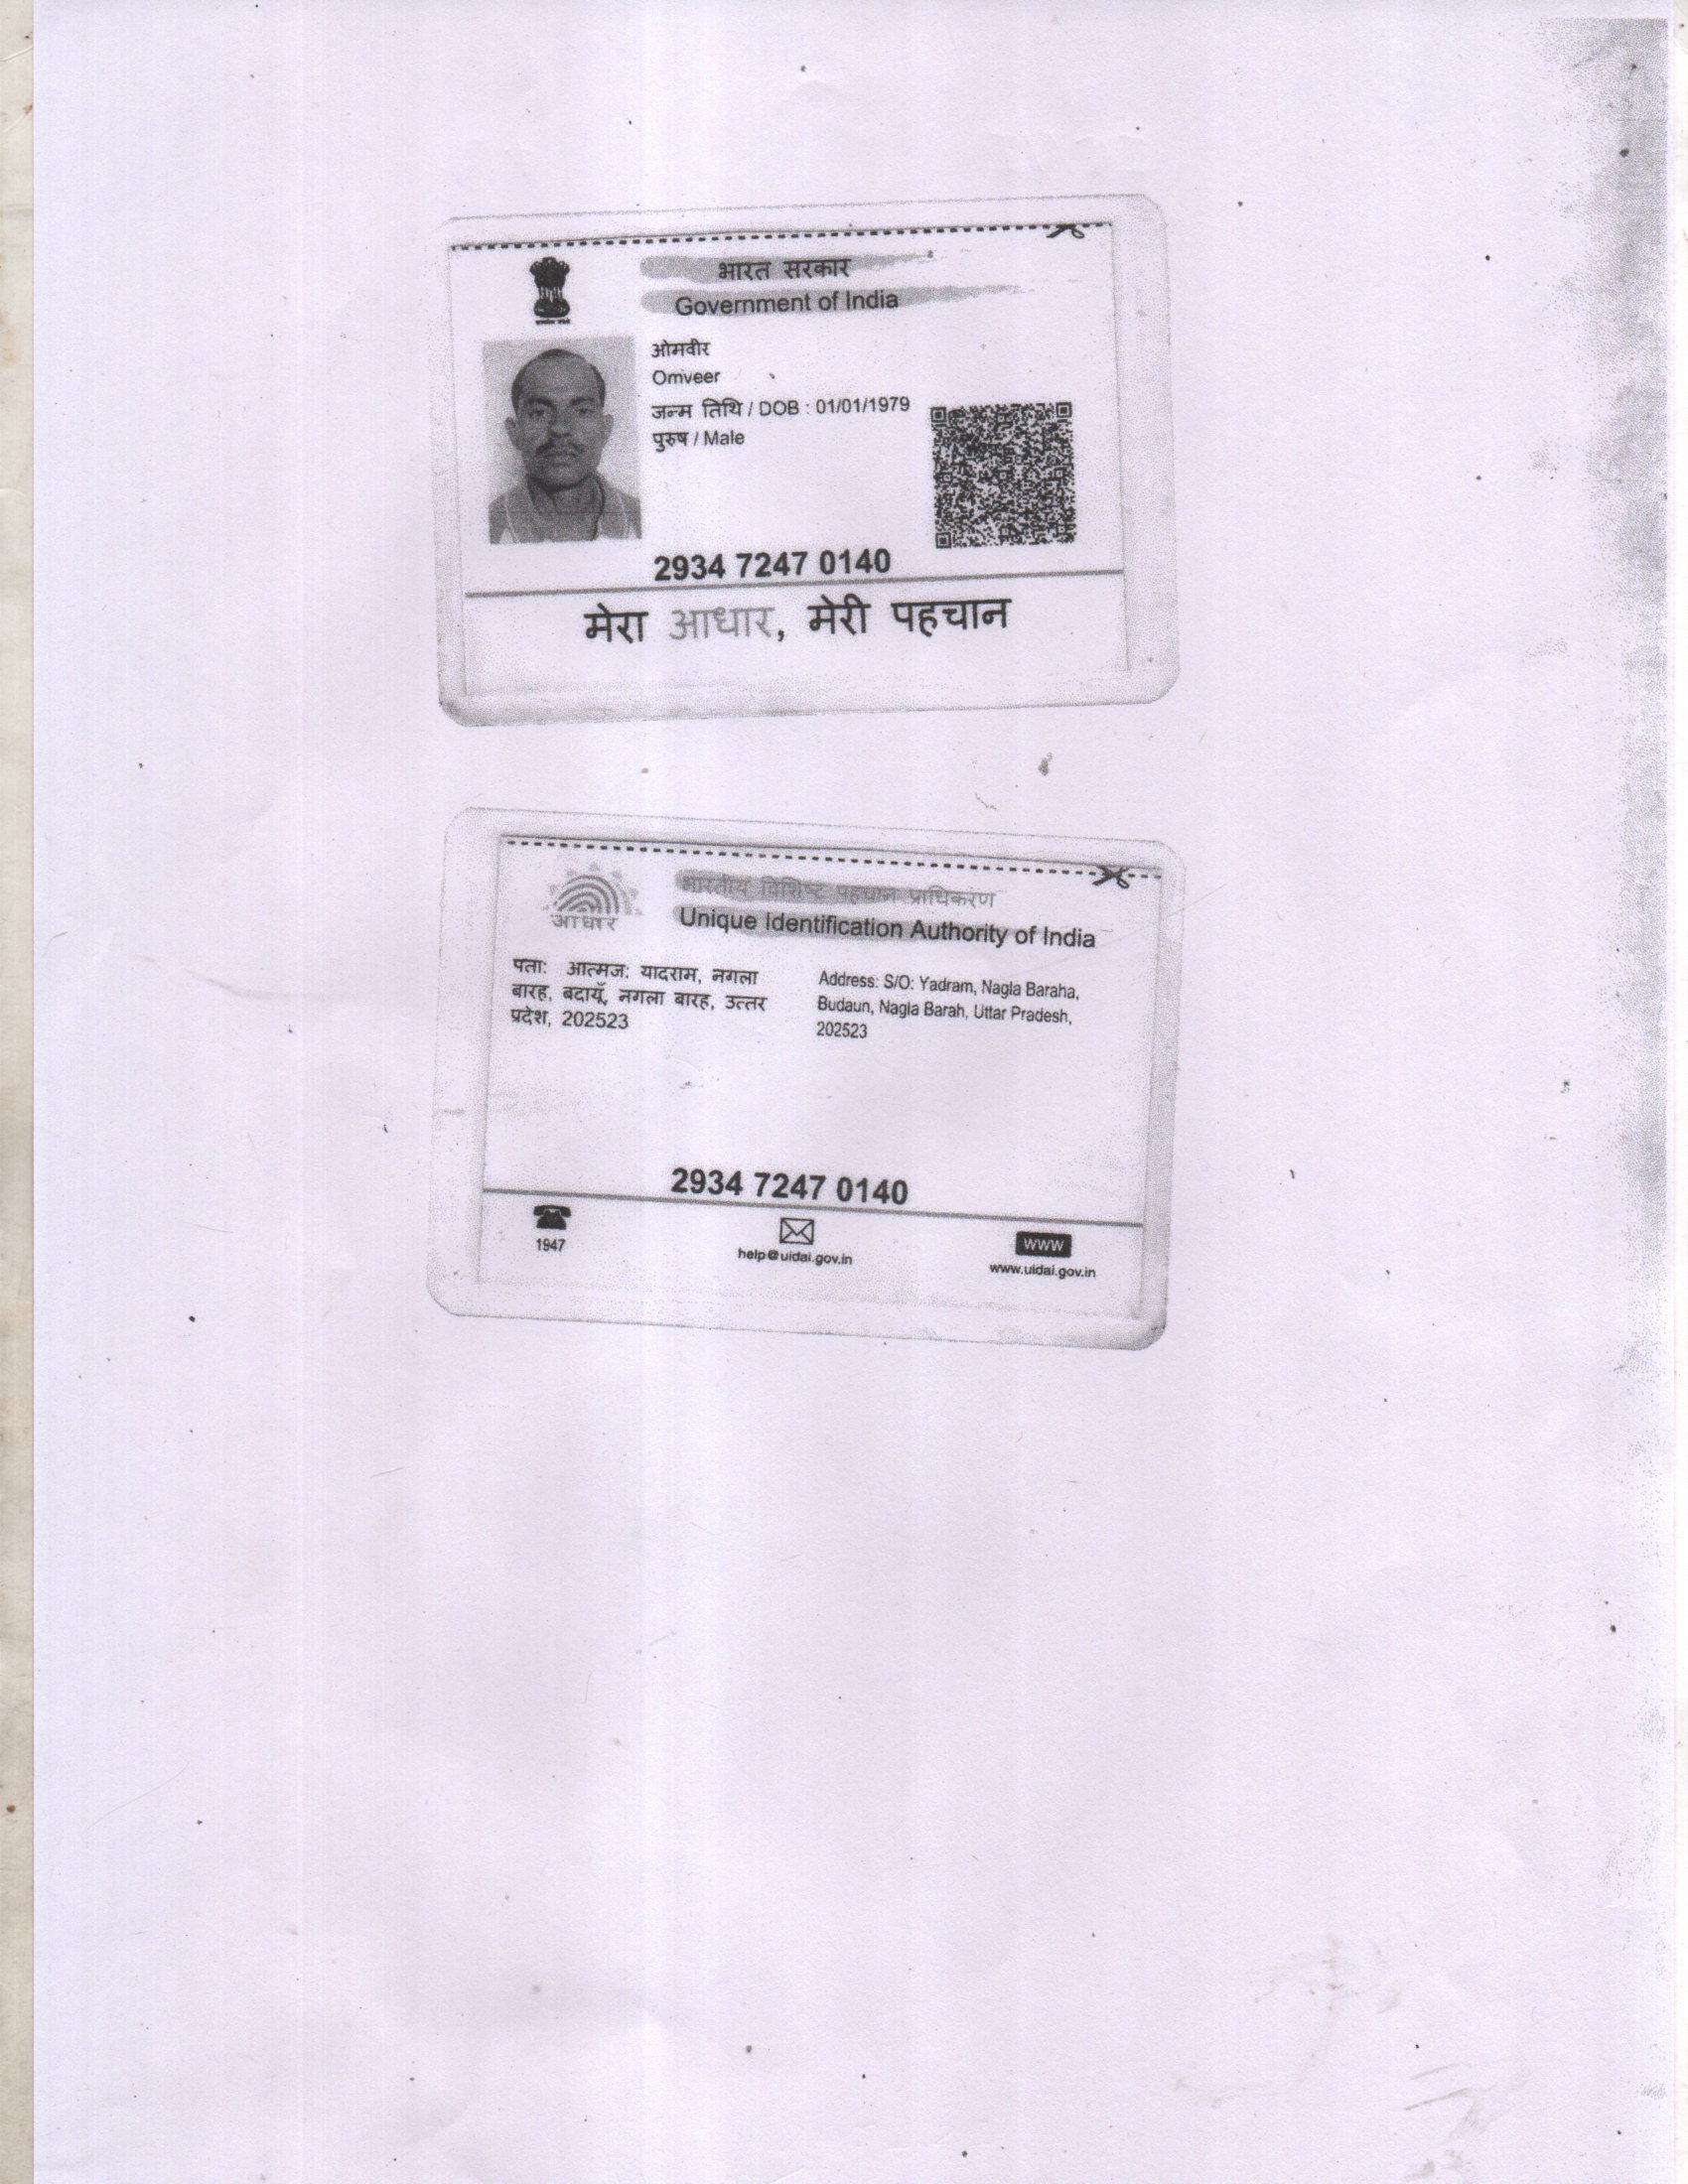 भारत सरकार
Government of India
ओमवीर
Omveer
जन्म तिथि / DOB : 01/01/1979
पुरुष / Male
2934 7247 0140
मेरा आधार, मेरी पहचान
भारतीय विशिष्ट पहचान प्राधिकरण
आधार
Unique Identification Authority of India
पता: आत्मज: यादराम, नगला
बारह, बदायूँ, नगला बारह, उत्तर
प्रदेश, 202523
Address: S/O: Yadram, Nagla Baraha,
Budaun, Nagla Barah, Uttar Pradesh,
202523
2934 7247 0140
1947
help@uidai.gov.in
www
www.uidai.gov.in